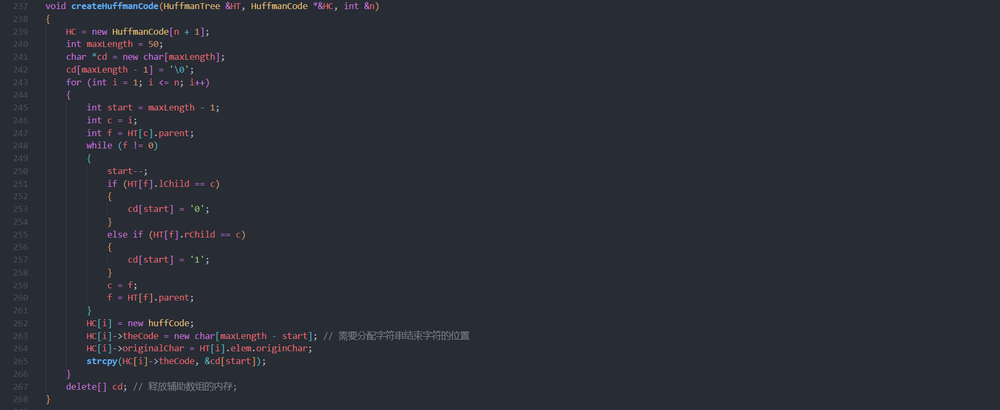 237 void createHuffmanCode(HuffmanTree &HT, HuffmanCode *&HC, int &n)
238 {
239     HC = new HuffmanCode[n + 1];
240     int maxLength = 50;
241     char *cd = new char[maxLength];
242     cd[maxLength - 1] = '\0';
243     for (int i = 1; i <= n; i++)
244     {
245         int start = maxLength - 1;
246         int c = i;
247         int f = HT[c].parent;
248         while (f != 0)
249         {
250             start--;
251             if (HT[f].lChild == c)
252             {
253                 cd[start] = '0';
254             }
255             else if (HT[f].rChild == c)
256             {
257                 cd[start] = '1';
258             }
259             c = f;
260             f = HT[f].parent;
261         }
262         HC[i] = new huffCode;
263         HC[i]->theCode = new char[maxLength - start]; // 需要分配字符串结束字符的位置
264         HC[i]->originalChar = HT[i].elem.originChar;
265         strcpy(HC[i]->theCode, &cd[start]);
266     }
267     delete[] cd; // 释放辅助数组的内存;
268 }